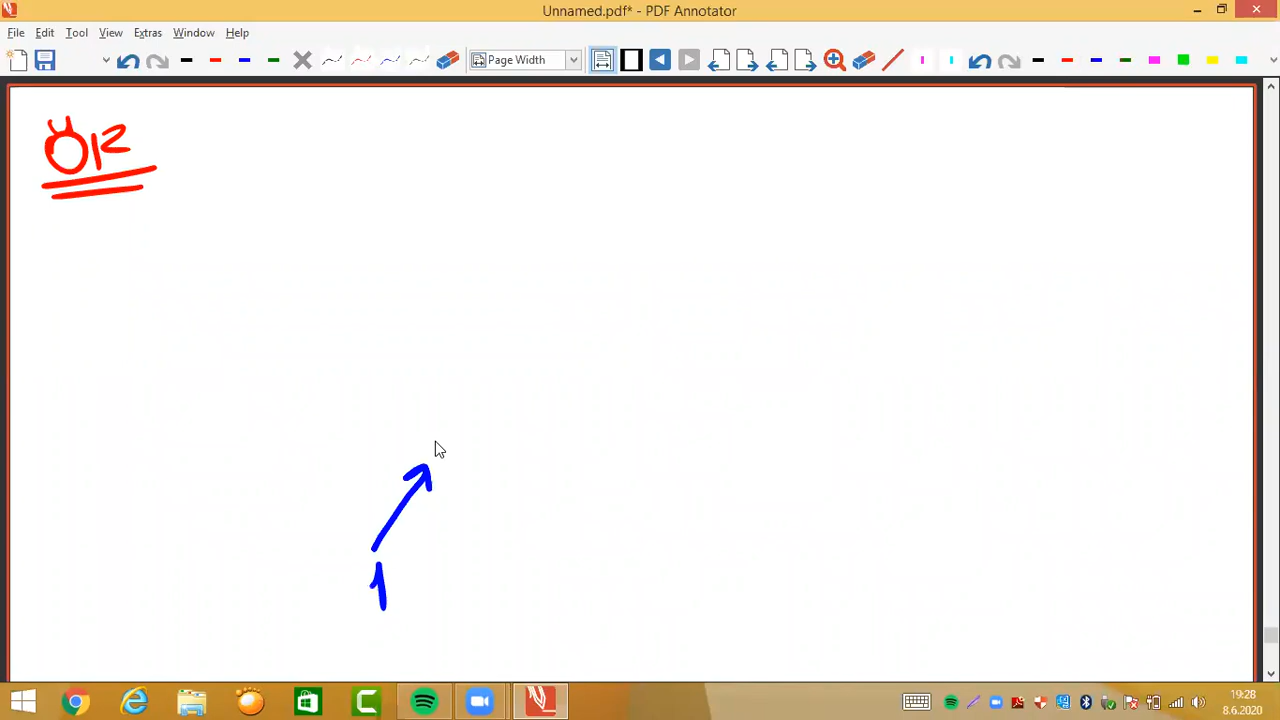 Unnamed.pdf* - PDF Annotator
File Edit Tool View Extras Window Help
Page Width
Ör
1
19:28
8.6.2020